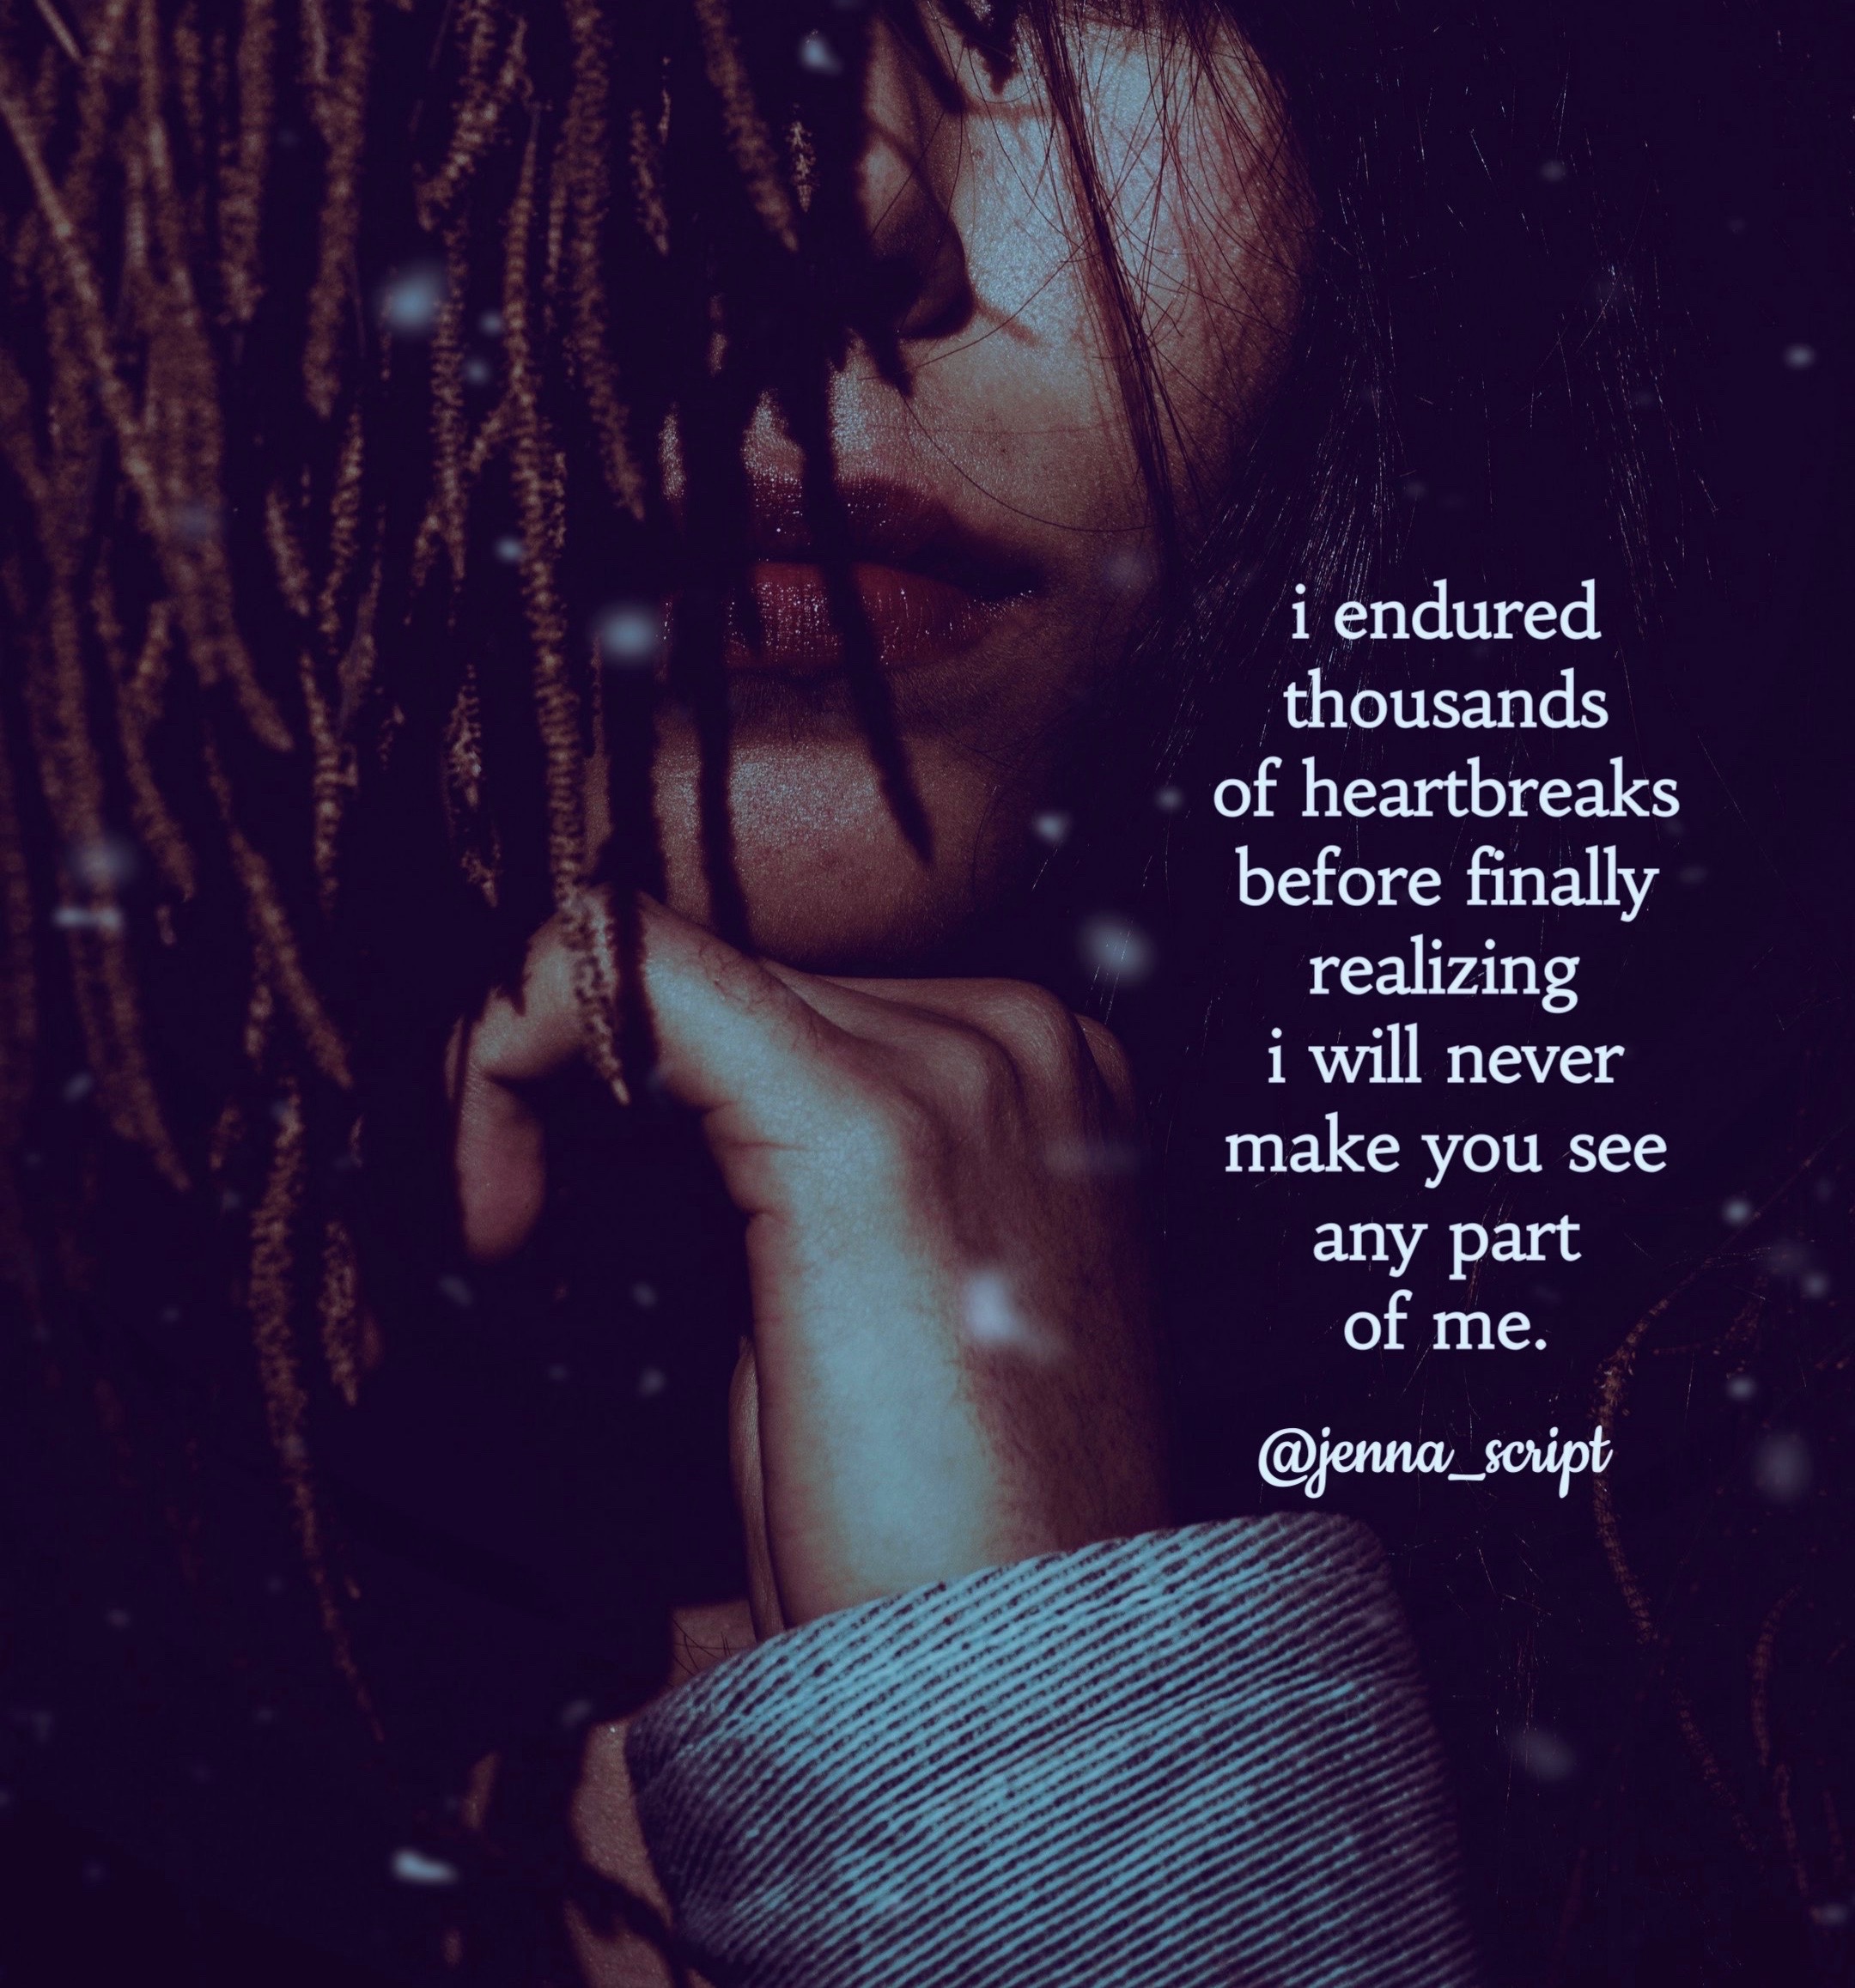 i endured
thousands
of heartbreaks
before finally
realizing
i will never
make you see
any part
of me.
@jenna_script